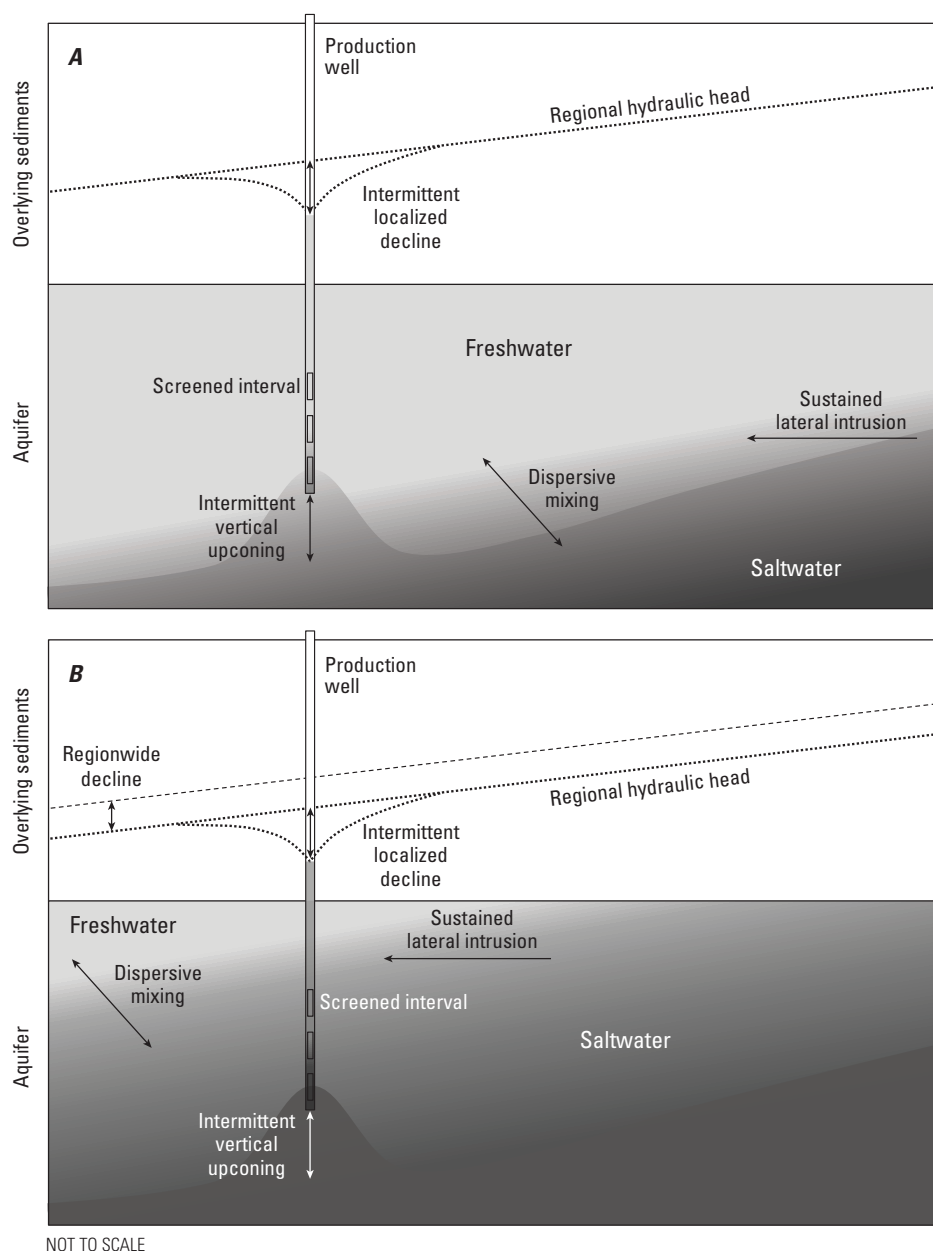 A
Production
well
Regional hydraulic head
Overlying sediments
Intermittent
localized
decline
Freshwater
Screened interval
Sustained
lateral intrusion
Aquifer
Dispersive
mixing
Intermittent
vertical
upconing
Saltwater
B
Production
well
Regionwide
decline
Overlying sediments
Regional hydraulic head
Intermittent
localized
decline
Freshwater
Sustained
lateral intrusion
Dispersive
mixing
Screened interval
Saltwater
Aquifer
Intermittent
vertical
upconing
NOT TO SCALE